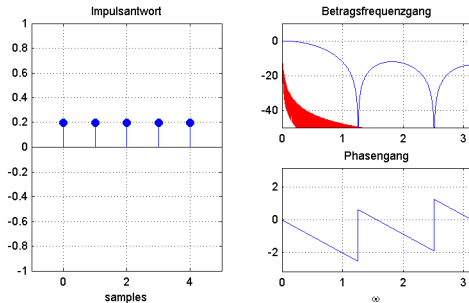 Impulsantwort
1
0.8
0.6
0.4
0.2
0
-0.2
-0.4
-0.6
-0.8
-1
0 2 4
samples
Betragsfrequenzgang
0
-20
-40
0 1 2 3
Phasengang
2
0
-2
0 1 2 3
ω